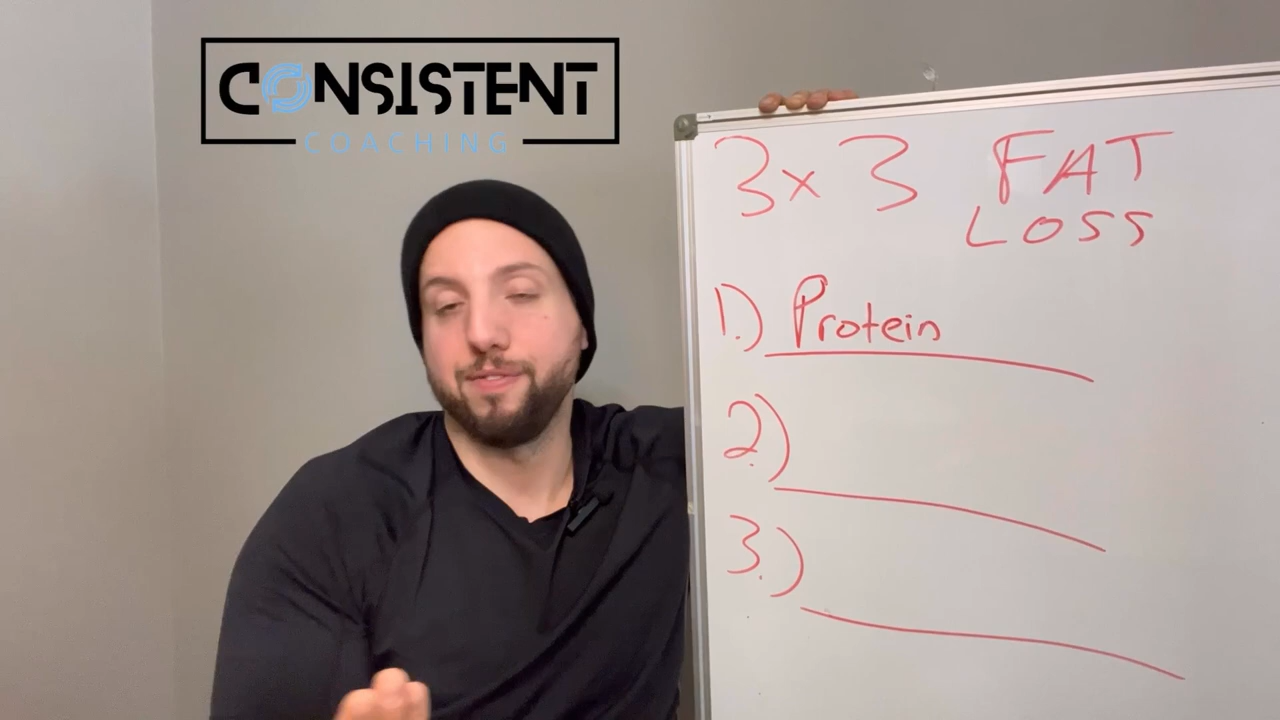 CONSISTENT
COACHING
3x3 FAT
LOSS
1.) Protein
2.)
3.)